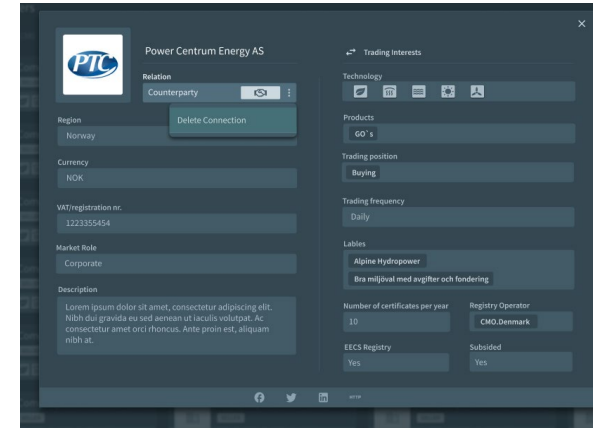 PTC
Power Centrum Energy AS
Relation
Counterparty
Delete Connection
Region
Norway
Currency
NOK
VAT/registration nr.
1223355454
Market Role
Corporate
Description
Lorem ipsum dolor sit amet, consectetur adipiscing elit.
Nibh dui gravida eu sed aenean ut iaculis volutpat. Ac
consectetur amet orci rhoncus. Ante proin est, aliquam
nibh at.
Trading Interests
Technology
Products
GO`s
Trading position
Buying
Trading frequency
Daily
Lables
Alpine Hydropower
Bra miljöval med avgifter och fondering
Number of certificates per year
10
Registry Operator
CMO.Denmark
EECS Registry
Yes
Subsided
Yes
HTTP